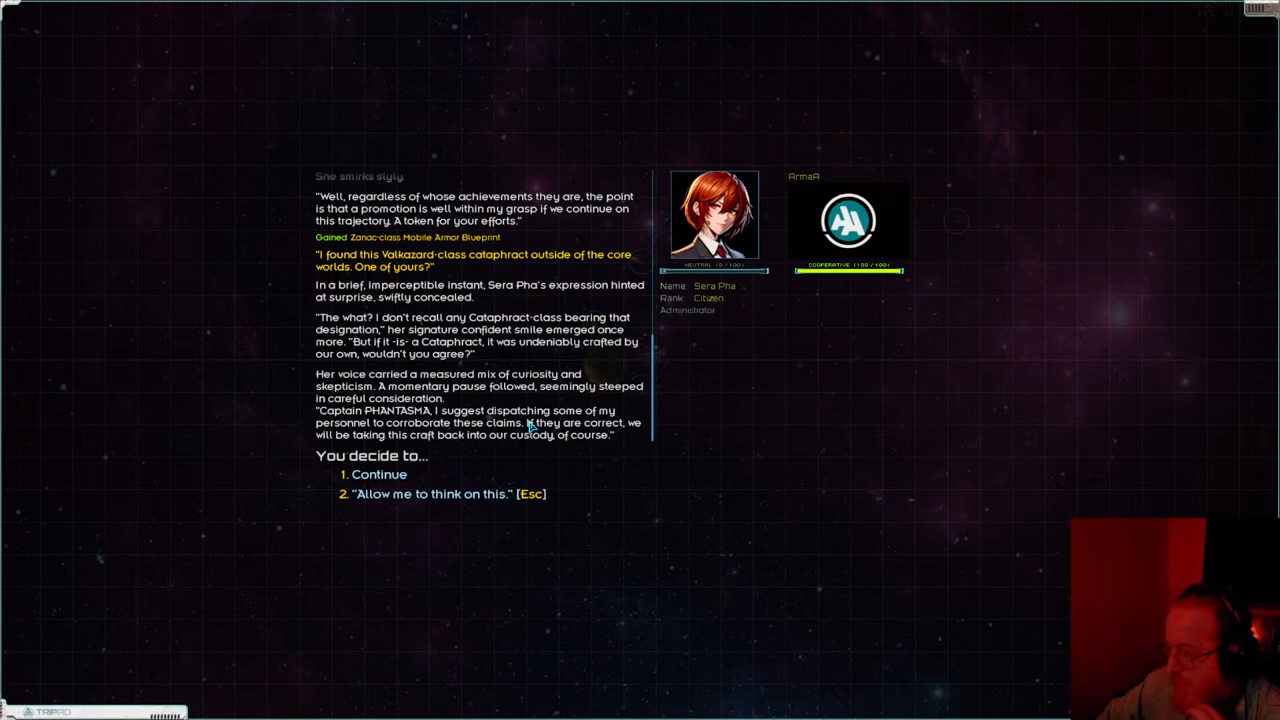 She smirks slyly.
"Well, regardless of whose achievements they are, the point
is that a promotion is well within my grasp if we continue on
this trajectory. A token for your efforts."
Gained Zanac-class Mobile Armor Blueprint
"I found this Valkazard-class cataphract outside of the core
worlds. One of yours?"
In a brief, imperceptible instant, Sera Pha's expression hinted
at surprise, swiftly concealed.
"The what? I don't recall any Cataphract-class bearing that
designation," her signature confident smile emerged once
more. "But if it -is- a Cataphract, it was undeniably crafted by
our own, wouldn't you agree?"
Her voice carried a measured mix of curiosity and
skepticism. A momentary pause followed, seemingly steeped
in careful consideration.
"Captain PHANTASMA, I suggest dispatching some of my
personnel to corroborate these claims. If they are correct, we
will be taking this craft back into our custody, of course."
You decide to...
1. Continue
2. "Allow me to think on this." [Esc]
NEUTRAL (0 / 100)
Name: Sera Pha
Rank: Citizen
Administrator
ArmaA
AA
COOPERATIVE (100 / 100)
TRIPAD